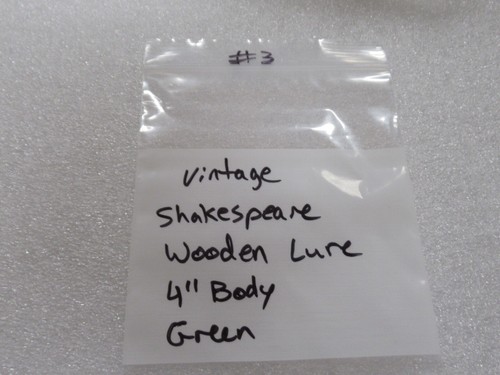 #3
Vintage
Shakespeare
Wooden Lure
4" Body
Green